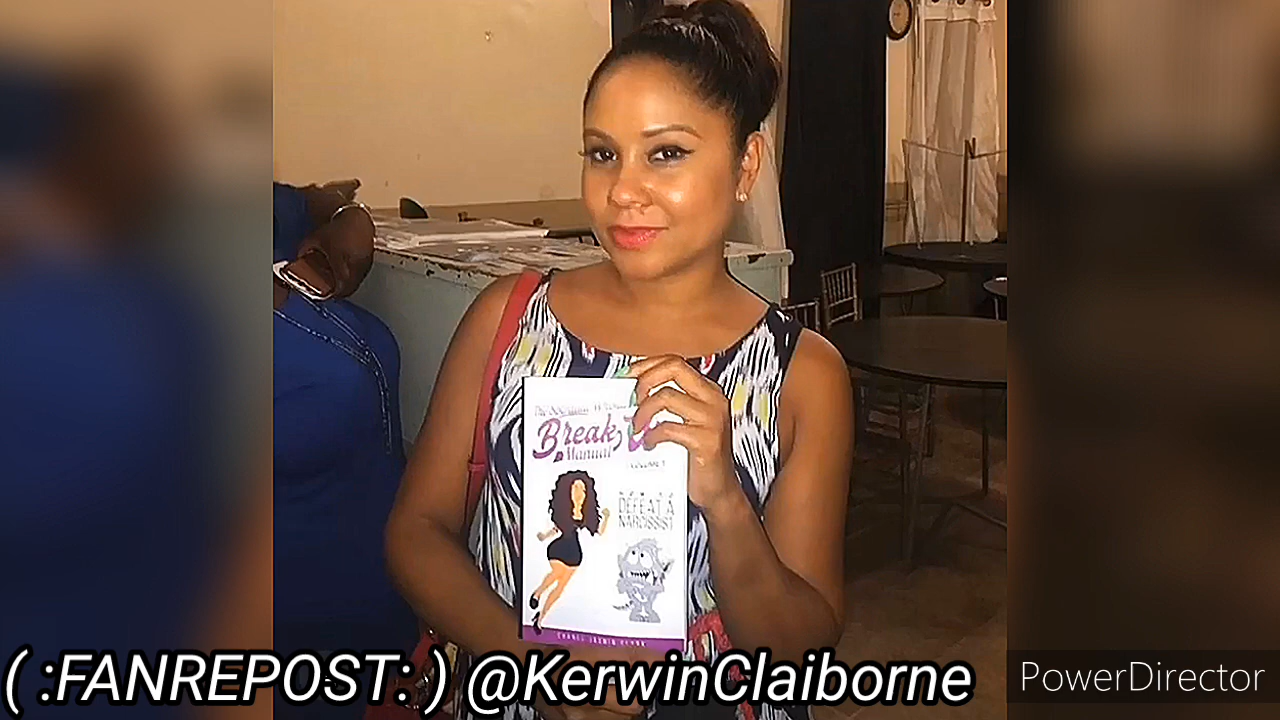 Break
Manual
DEFEAT A
NARCISSIST
( :FANREPOST: ) @KerwinClaiborne
PowerDirector